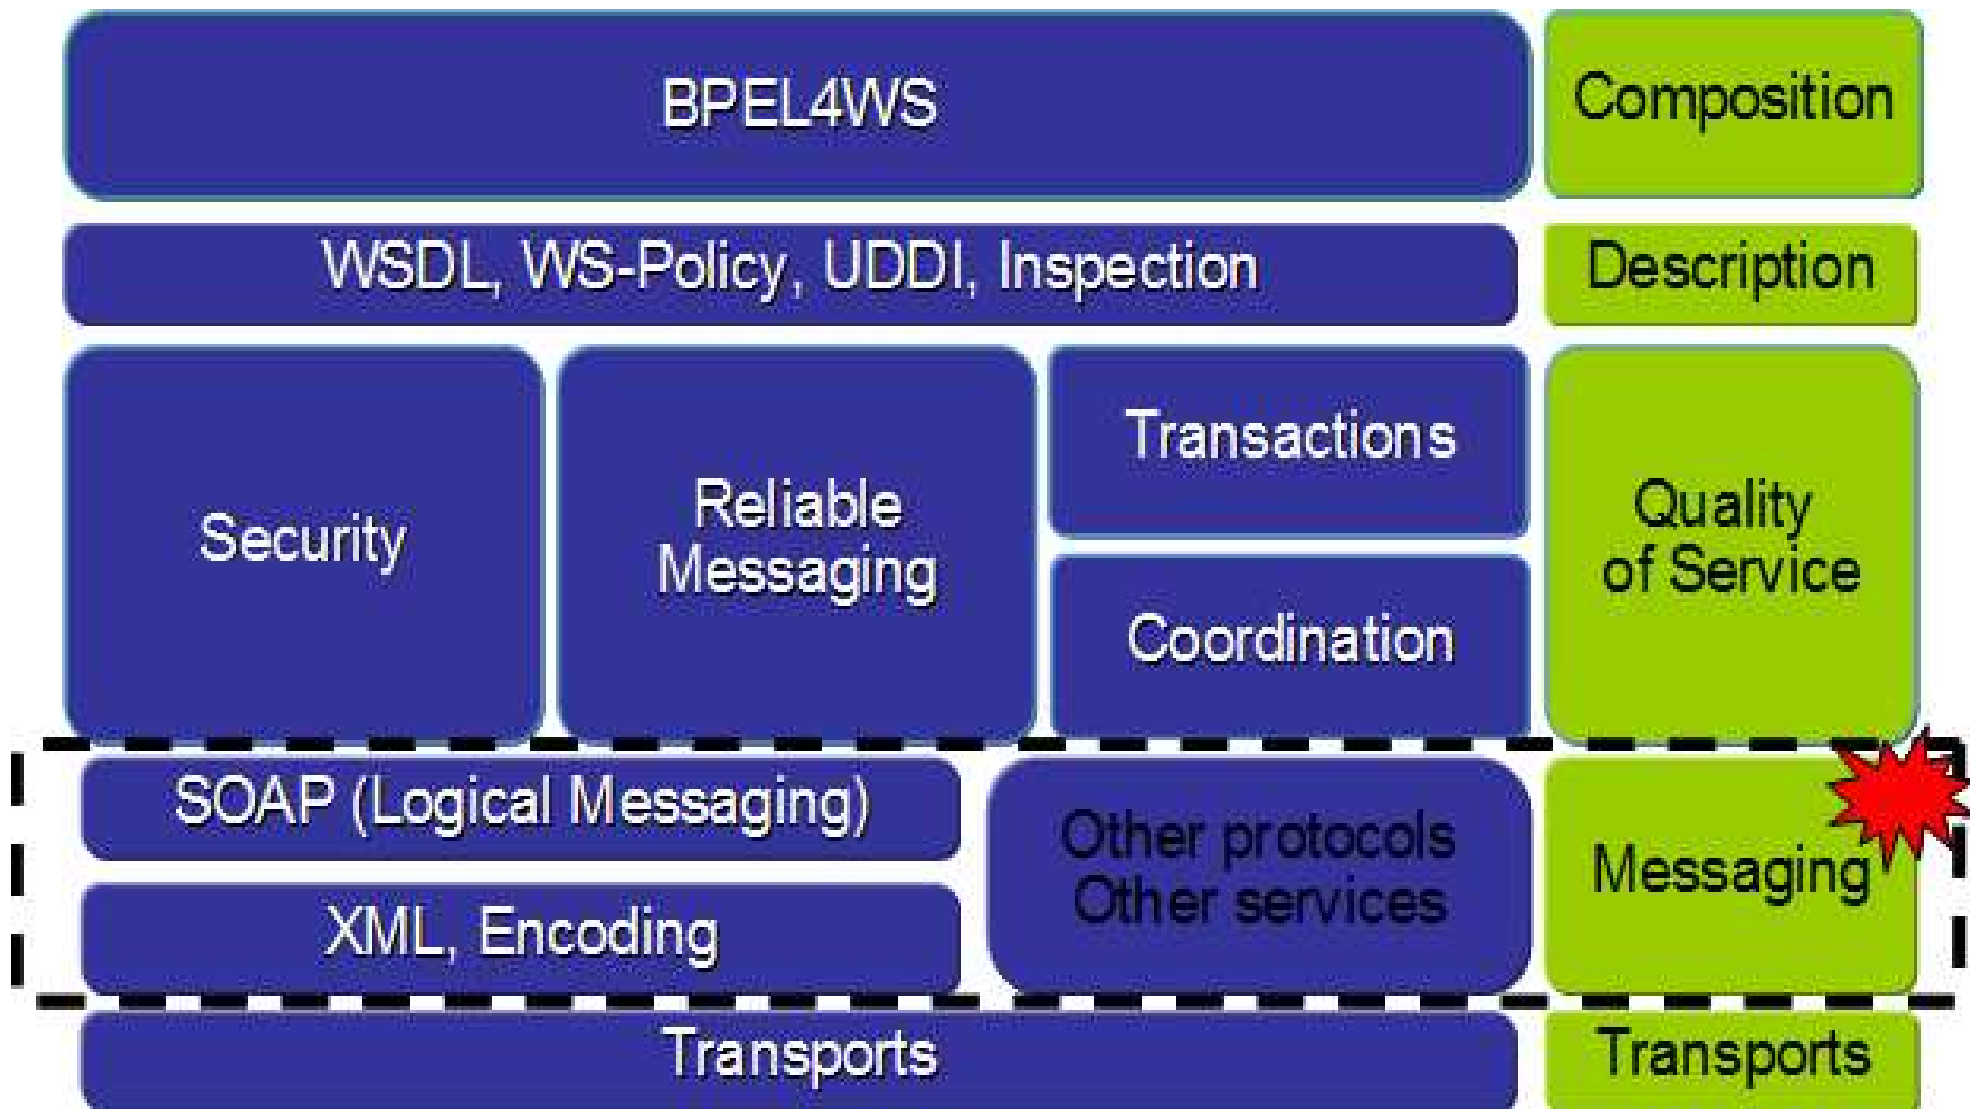 BPEL4WS
Composition
WSDL, WS-Policy, UDDI, Inspection
Description
Security
Reliable
Messaging
Transactions
Coordination
Quality
of Service
SOAP (Logical Messaging)
XML, Encoding
Other protocols
Other services
Messaging
Transports
Transports